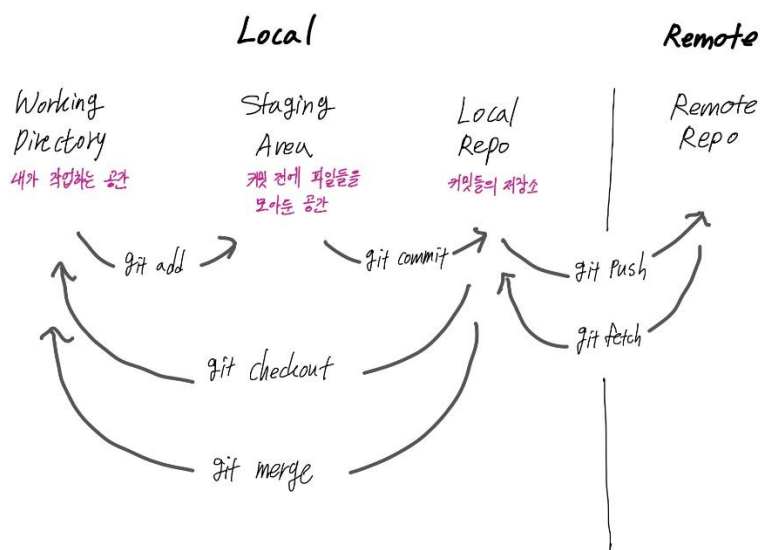 Local
Remote
Working
Directory
내가 작업하는 공간
Staging
Area
커밋 전에 파일들을
모아둔 공간
Local
Repo
커밋들의 저장소
Remote
Repo
git add
git commit
git Push
git fetch
git checkout
git merge